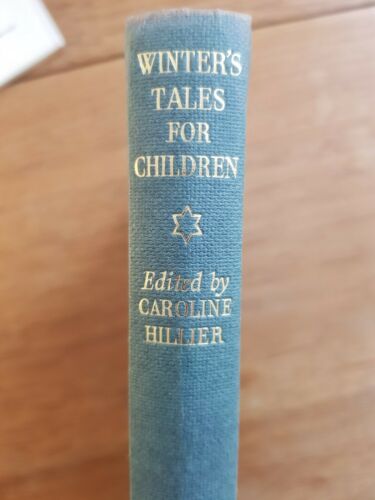 WINTER'S
TALES
FOR
CHILDREN
Edited by
CAROLINE
HILLIER